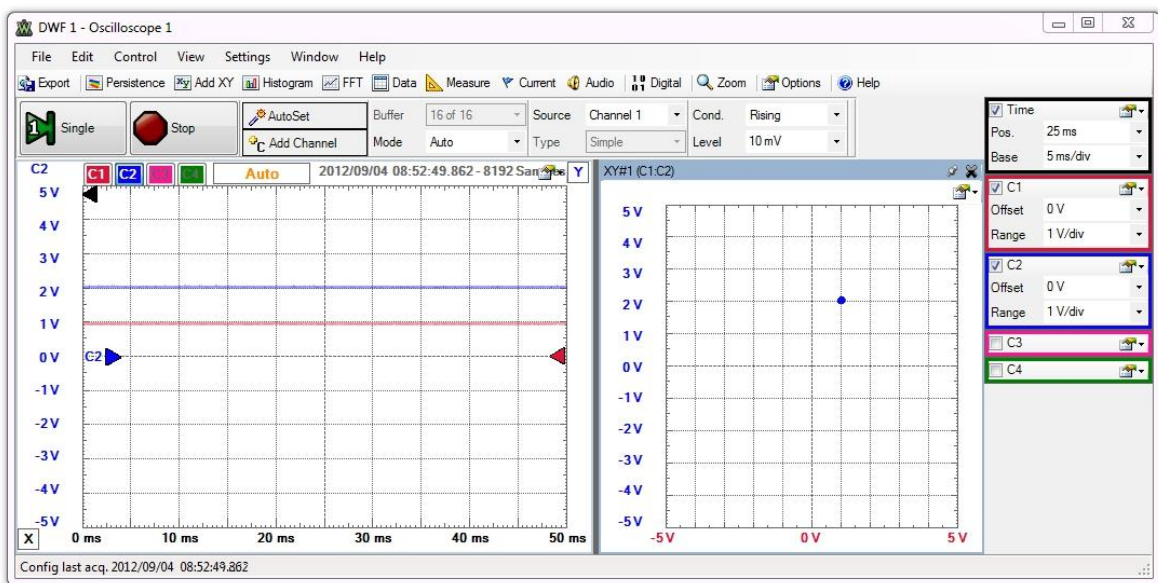 DWF 1 - Oscilloscope 1
File Edit Control View Settings Window Help
Export Persistence Add XY Histogram FFT Data Measure Current Audio Digital Zoom Options Help
1 Single Stop AutoSet Buffer 16 of 16 Source Channel 1 Cond. Rising
Add Channel Mode Auto Type Simple Level 10 mV
Time
Pos. 25 ms
Base 5 ms/div
C1
Offset 0 V
Range 1 V/div
C2
Offset 0 V
Range 1 V/div
C3
C4
C2 C1 C2 C3 C4 Auto 2012/09/04 08:52:49.862 - 8192 Y
5 V
4 V
3 V
2 V
1 V
0 V C2
-1 V
-2 V
-3 V
-4 V
-5 V
X 0 ms 10 ms 20 ms 30 ms 40 ms 50 ms
XY#1 (C1:C2)
5 V
4 V
3 V
2 V
1 V
0 V
-1 V
-2 V
-3 V
-4 V
-5 V
-5 V 0 V 5 V
Config last acq. 2012/09/04 08:52:49.862